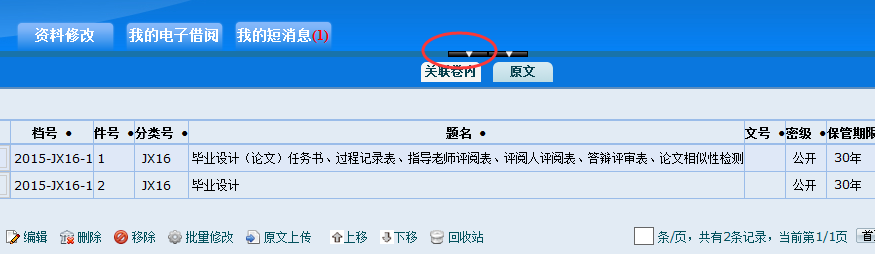 资料修改 我的电子借阅 我的短消息(1)
关联卷内 原文
档号 • 件号 • 分类号 • 题名 • 文号 • 密级 • 保管期限
2015-JX16-1 1 JX16 毕业设计（论文）任务书、过程记录表、指导老师评阅表、评阅人评阅表、答辩评审表、论文相似性检测 公开 30年
2015-JX16-1 2 JX16 毕业设计 公开 30年
编辑 删除 移除 批量修改 原文上传 上移 下移 回收站 条/页，共有2条记录，当前第1/1页